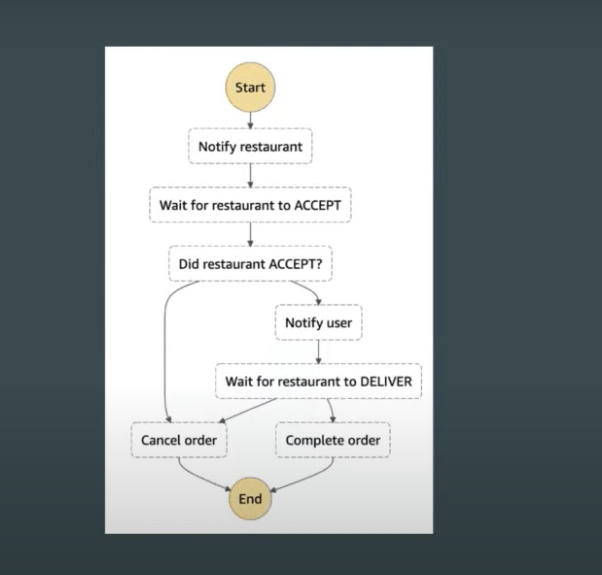 Start
Notify restaurant
Wait for restaurant to ACCEPT
Did restaurant ACCEPT?
Notify user
Wait for restaurant to DELIVER
Cancel order
Complete order
End